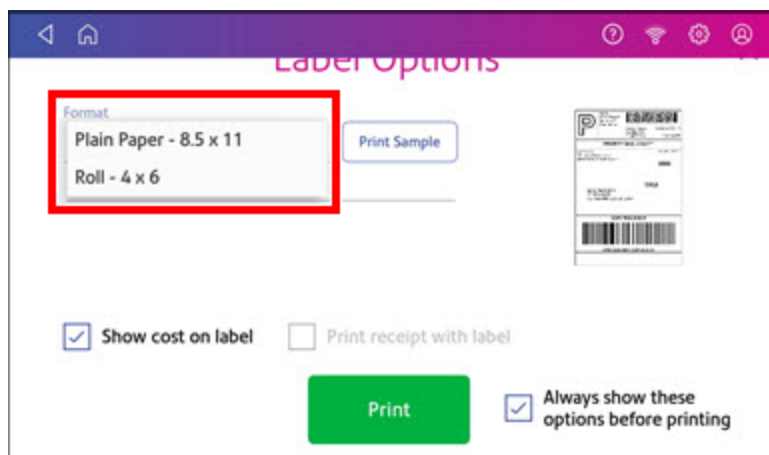 Label Options
Format
Plain Paper - 8.5 x 11
Roll - 4 x 6
Print Sample
P
Show cost on label
Print receipt with label
Print
Always show these
options before printing